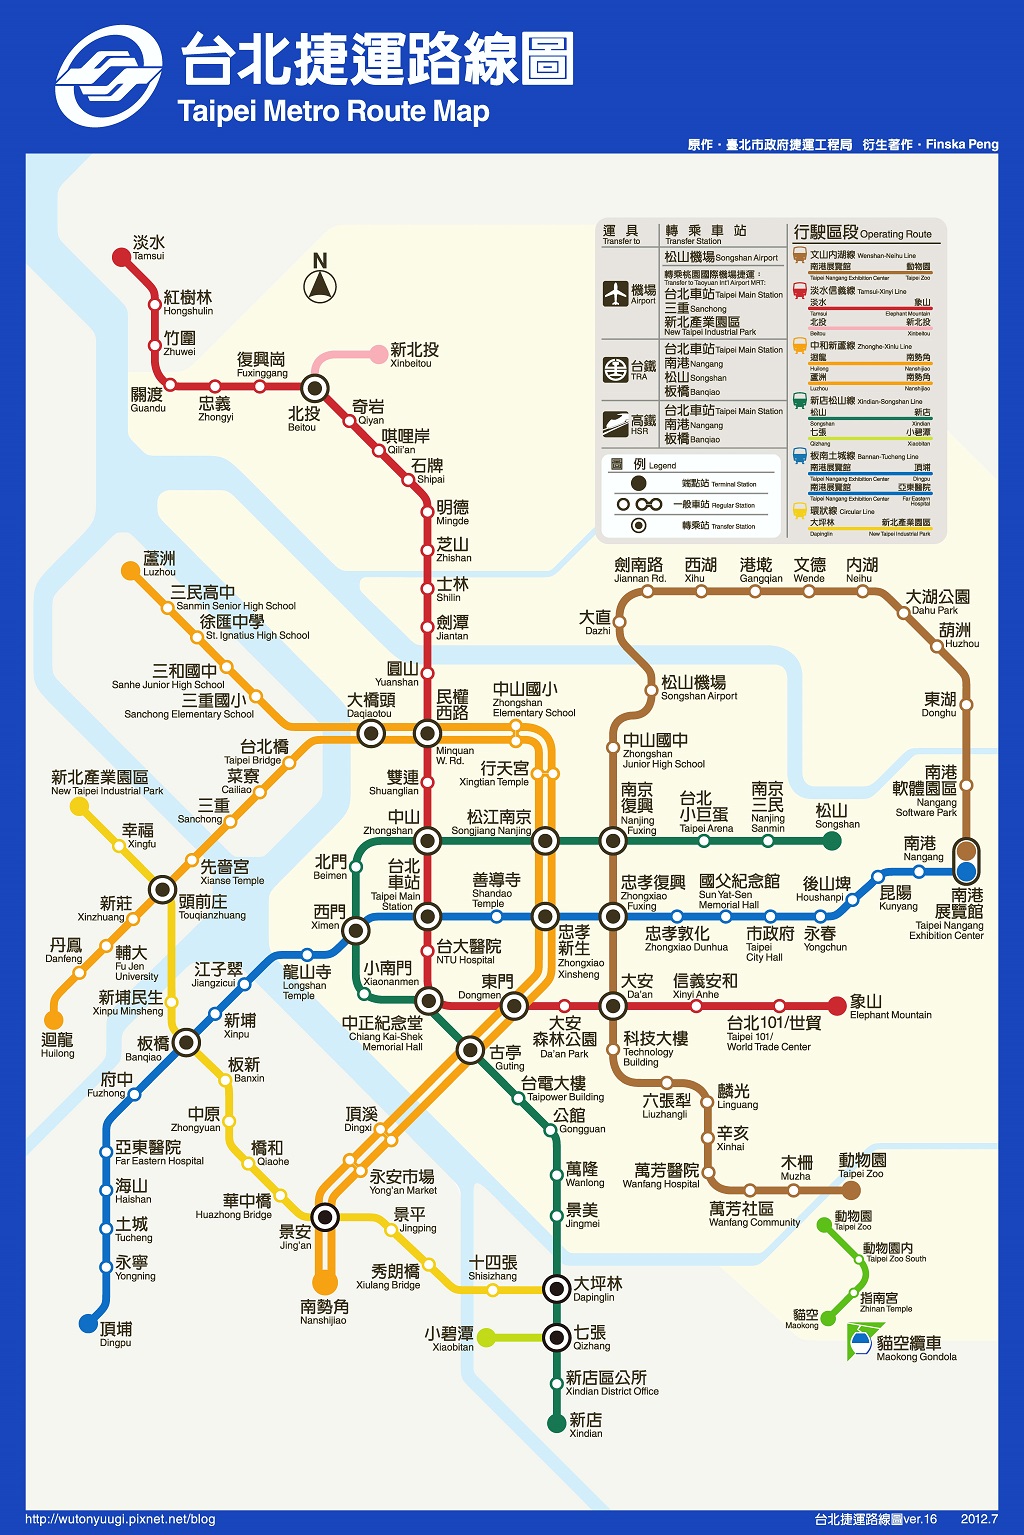 台北捷運路線圖
Taipei Metro Route Map
原作・臺北市政府捷運工程局 衍生著作・Finska Peng
淡水
Tamsui
紅樹林
Hongshulin
竹圍
Zhuwei
關渡
Guandu
忠義
Zhongyi
復興崗
Fuxinggang
北投
Beitou
新北投
Xinbeitou
N
奇岩
Qiyan
唭哩岸
Qili'an
石牌
Shipai
明德
Mingde
芝山
Zhishan
士林
Shilin
劍潭
Jiantan
圓山
Yuanshan
民權
西路
Minquan
W. Rd.
雙連
Shuanglian
中山
Zhongshan
台北
車站
Taipei Main
Station
台大醫院
NTU Hospital
中正紀念堂
Chiang Kai-Shek
Memorial Hall
東門
Dongmen
大安
森林公園
Da'an Park
大安
Da'an
信義安和
Xinyi Anhe
台北101/世貿
Taipei 101/
World Trade Center
象山
Elephant Mountain
運具
Transfer to
轉乘車站
Transfer Station
機場
Airport
松山機場 Songshan Airport
轉乘桃園國際機場捷運：
Transfer to Taoyuan Int'l Airport MRT:
台北車站 Taipei Main Station
三重 Sanchong
新北產業園區
New Taipei Industrial Park
台鐵
TRA
台北車站 Taipei Main Station
南港 Nangang
松山 Songshan
板橋 Banqiao
高鐵
HSR
台北車站 Taipei Main Station
南港 Nangang
板橋 Banqiao
圖例 Legend
端點站 Terminal Station
一般車站 Regular Station
轉乘站 Transfer Station
行駛區段 Operating Route
文山內湖線 Wenshan-Neihu Line
南港展覽館 動物園
Taipei Nangang Exhibition Center Taipei Zoo
淡水信義線 Tamsui-Xinyi Line
淡水 象山
Tamsui Elephant Mountain
北投 新北投
Beitou Xinbeitou
中和新蘆線 Zhonghe-Xinlu Line
迴龍 南勢角
Huilong Nanshijiao
蘆洲 南勢角
Luzhou Nanshijiao
新店松山線 Xindian-Songshan Line
松山 新店
Songshan Xindian
七張 小碧潭
Qizhang Xiaobitan
板南土城線 Bannan-Tucheng Line
南港展覽館 頂埔
Taipei Nangang Exhibition Center Dingpu
南港展覽館 亞東醫院
Taipei Nangang Exhibition Center Far Eastern
Hospital
環狀線 Circular Line
大坪林 新北產業園區
Dapinglin New Taipei Industrial Park
蘆洲
Luzhou
三民高中
Sanmin Senior High School
徐匯中學
St. Ignatius High School
三和國中
Sanhe Junior High School
三重國小
Sanchong Elementary School
大橋頭
Daqiaotou
中山國小
Zhongshan
Elementary School
行天宮
Xingtian Temple
松江南京
Songjiang Nanjing
台北橋
Taipei Bridge
菜寮
Cailiao
三重
Sanchong
先嗇宮
Xianse Temple
頭前庄
Touqianzhuang
新莊
Xinzhuang
輔大
Fu Jen
University
丹鳳
Danfeng
迴龍
Huilong
新北產業園區
New Taipei Industrial Park
幸福
Xingfu
新埔民生
Xinpu Minsheng
板橋
Banqiao
板新
Banxin
中原
Zhongyuan
橋和
Qiaohe
華中橋
Huazhong Bridge
景安
Jing'an
景平
Jingping
秀朗橋
Xiulang Bridge
十四張
Shisizhang
大坪林
Dapinglin
劍南路
Jiannan Rd.
西湖
Xihu
港墘
Gangqian
文德
Wende
內湖
Neihu
大湖公園
Dahu Park
葫洲
Huzhou
東湖
Donghu
南港
軟體園區
Nangang
Software Park
大直
Dazhi
松山機場
Songshan Airport
中山國中
Zhongshan
Junior High School
南京
復興
Nanjing
Fuxing
台北
小巨蛋
Taipei Arena
南京
三民
Nanjing
Sanmin
松山
Songshan
南港
Nangang
南港
展覽館
Taipei Nangang
Exhibition Center
昆陽
Kunyang
後山埤
Houshanpi
永春
Yongchun
市政府
Taipei
City Hall
國父紀念館
Sun Yat-Sen
Memorial Hall
忠孝敦化
Zhongxiao Dunhua
忠孝復興
Zhongxiao
Fuxing
忠孝
新生
Zhongxiao
Xinsheng
善導寺
Shandao
Temple
北門
Beimen
西門
Ximen
小南門
Xiaonanmen
龍山寺
Longshan
Temple
江子翠
Jiangzicui
新埔
Xinpu
府中
Fuzhong
亞東醫院
Far Eastern Hospital
海山
Haishan
土城
Tucheng
永寧
Yongning
頂埔
Dingpu
古亭
Guting
頂溪
Dingxi
永安市場
Yong'an Market
南勢角
Nanshijiao
台電大樓
Taipower Building
公館
Gongguan
萬隆
Wanlong
景美
Jingmei
七張
Qizhang
小碧潭
Xiaobitan
新店區公所
Xindian District Office
新店
Xindian
科技大樓
Technology
Building
六張犁
Liuzhangli
麟光
Linguang
辛亥
Xinhai
萬芳醫院
Wanfang Hospital
萬芳社區
Wanfang Community
木柵
Muzha
動物園
Taipei Zoo
動物園
Taipei Zoo
動物園內
Taipei Zoo South
指南宮
Zhinan Temple
貓空
Maokong
貓空纜車
Maokong Gondola
http://wutonyuugi.pixnet.net/blog
台北捷運路線圖ver.16 2012.7